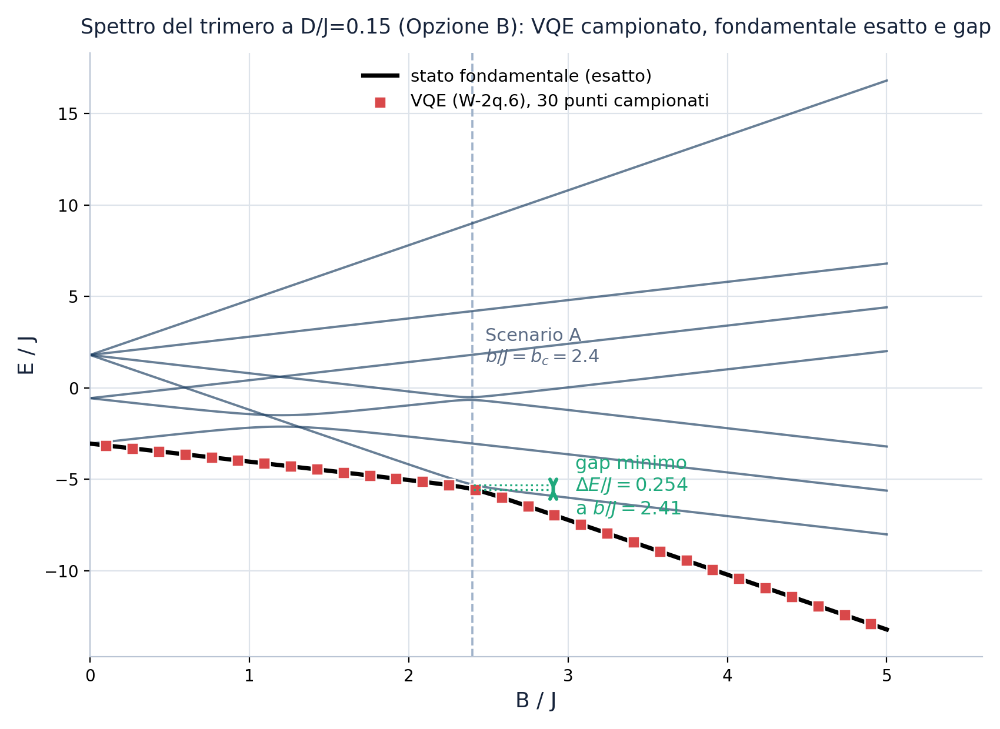 Spettro del trimero a D/J=0.15 (Opzione B): VQE campionato, fondamentale esatto e gap
stato fondamentale (esatto)
VQE (W-2q.6), 30 punti campionati
E / J
15
10
5
0
−5
−10
Scenario A
b/J = b_c = 2.4
gap minimo
ΔE/J = 0.254
a b/J = 2.41
0
1
2
3
4
5
B / J